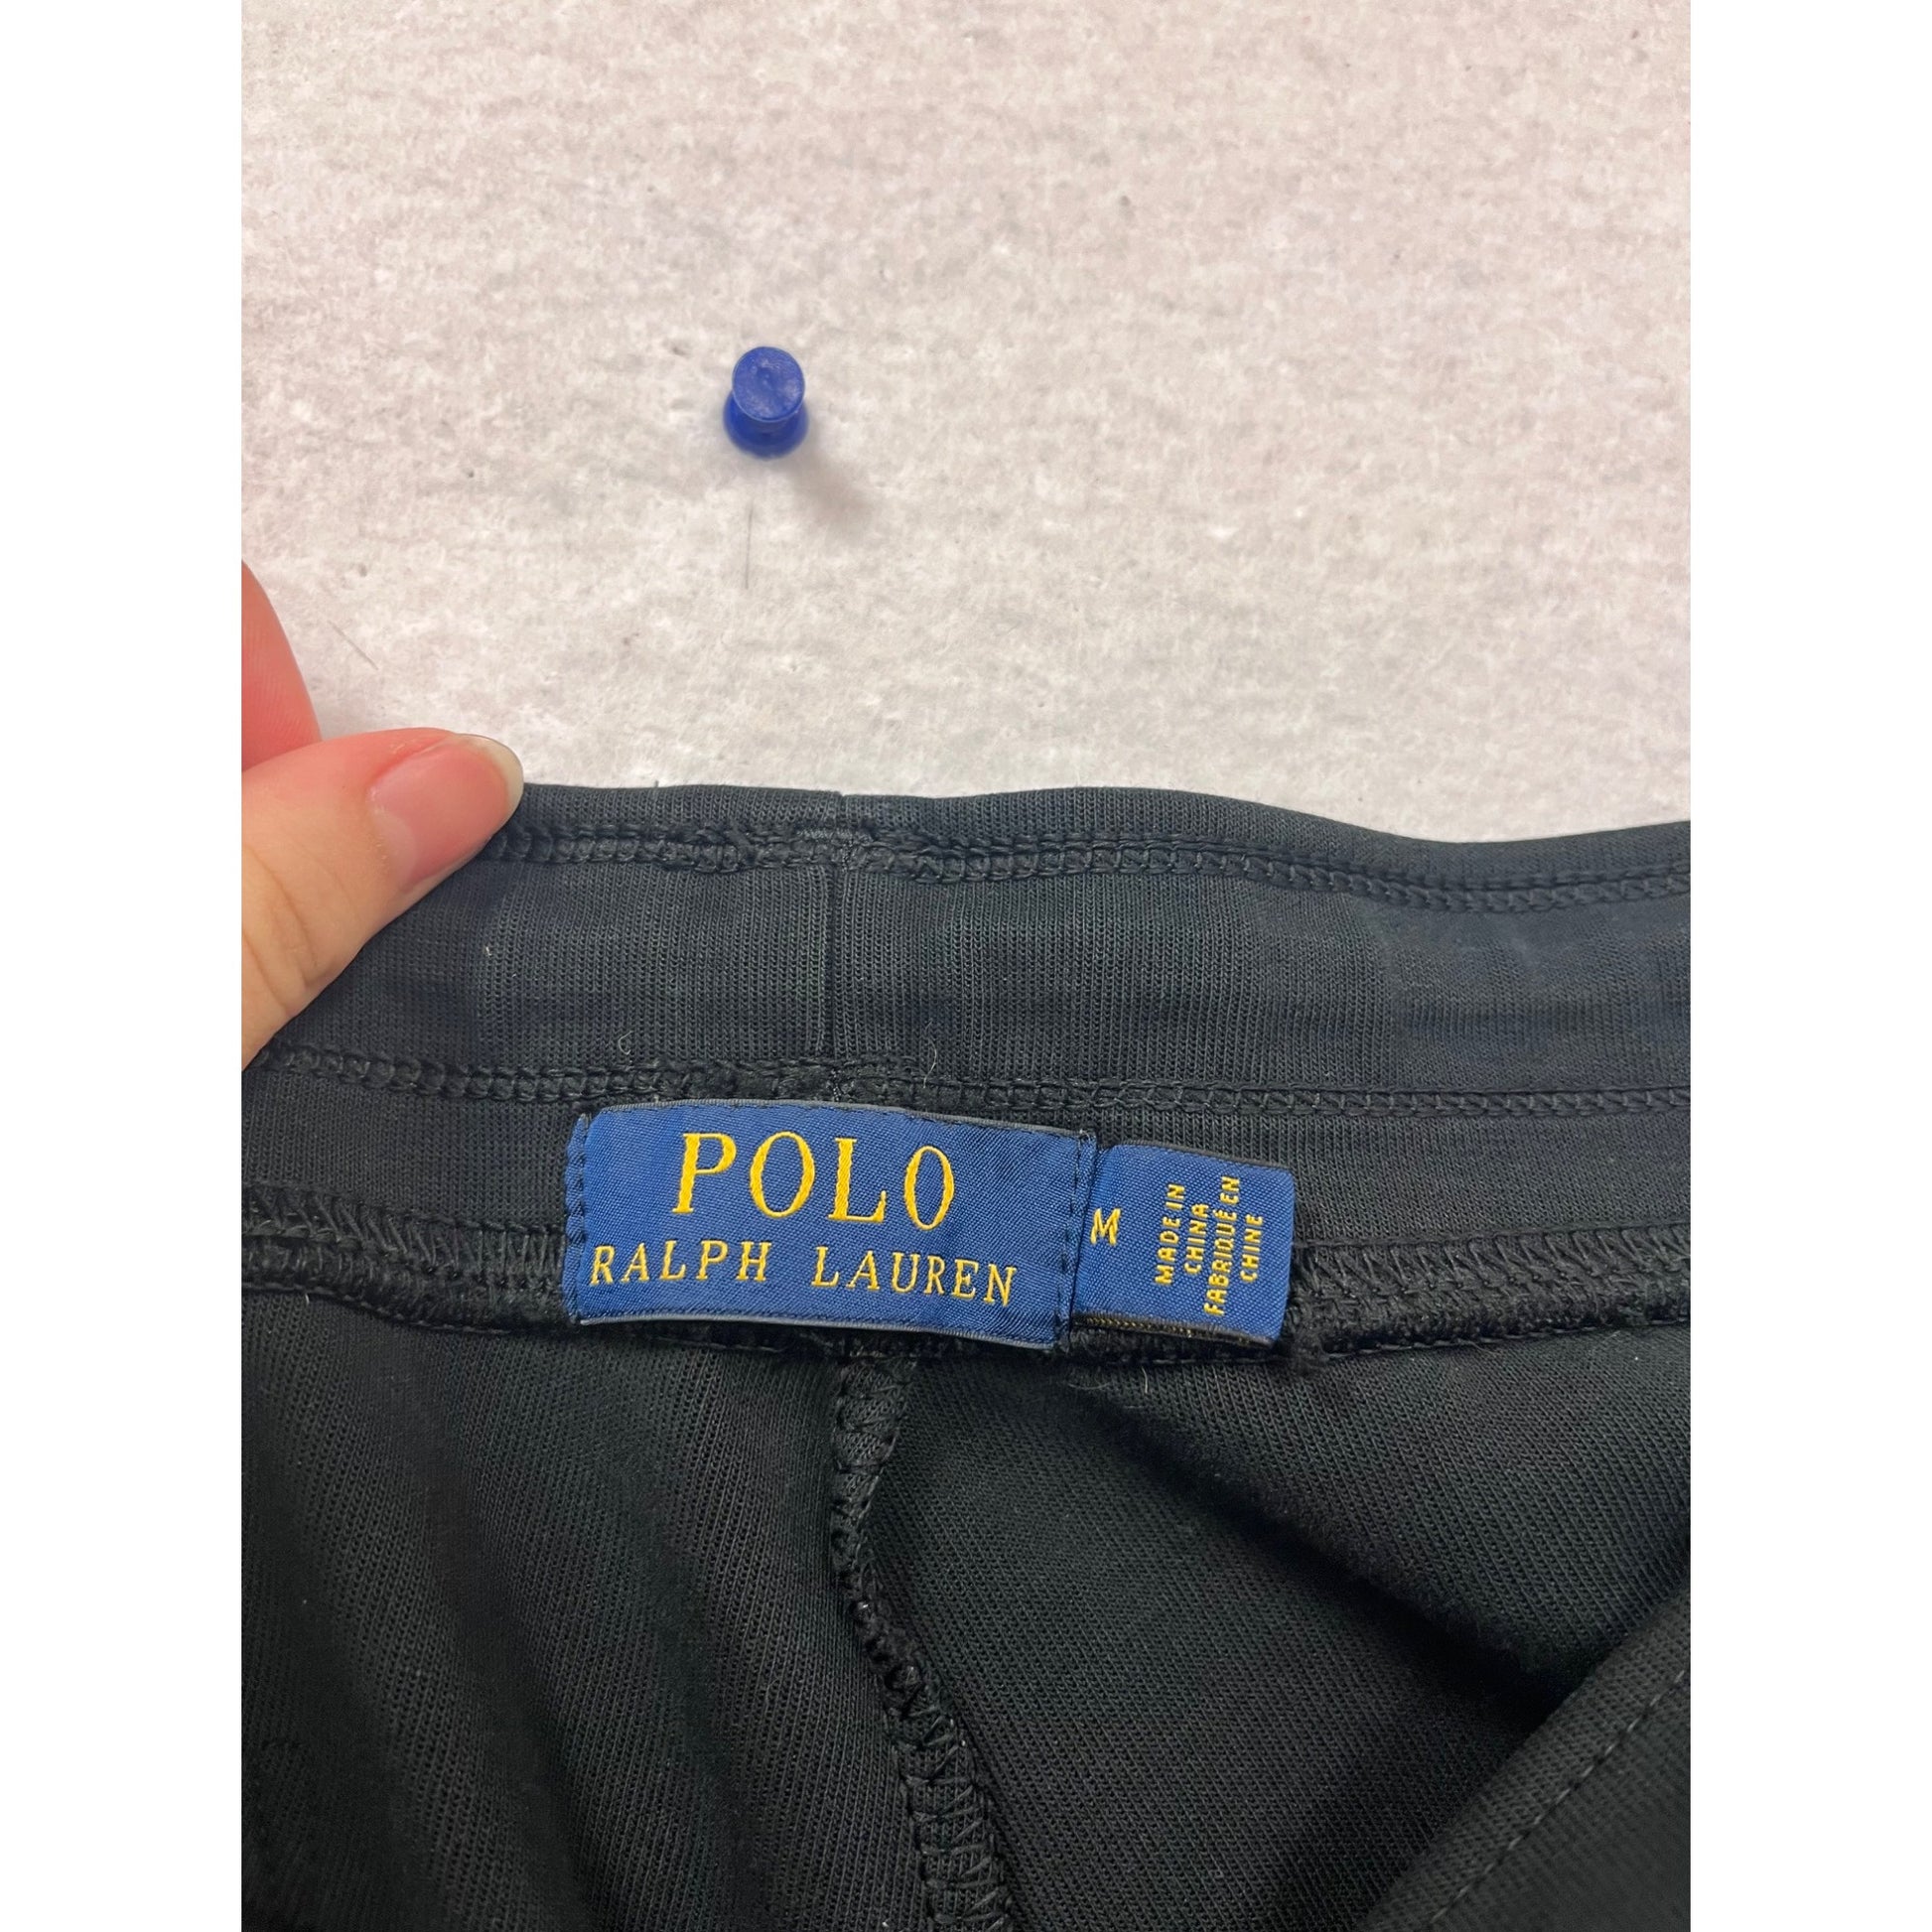 POLO
RALPH LAUREN
M
MADE IN
CHINA
FABRIQUÉ EN
CHINE